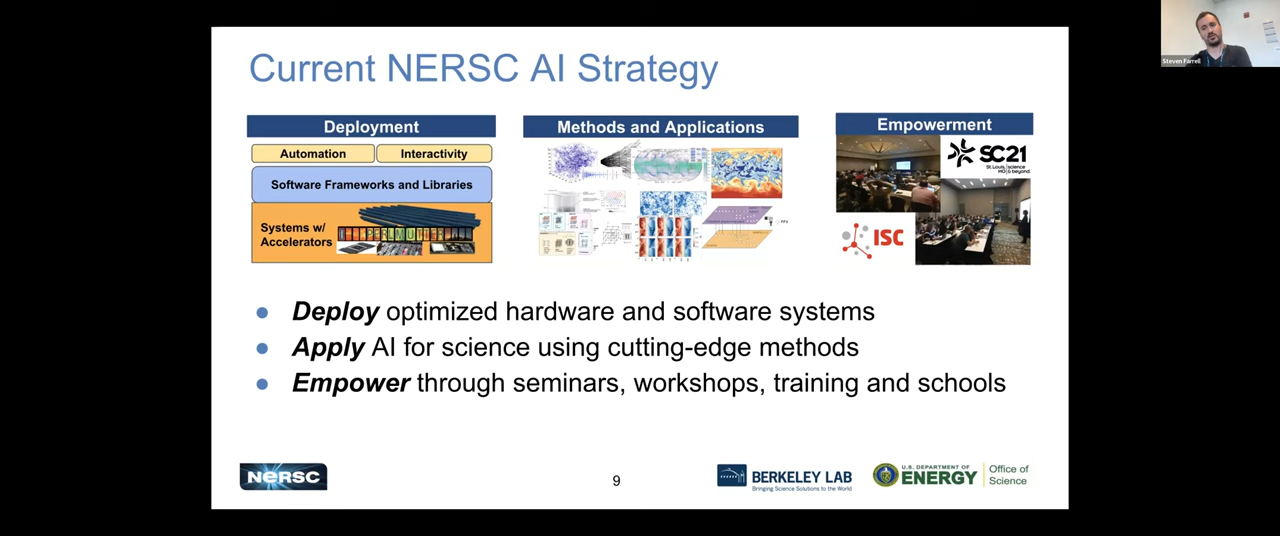 Current NERSC AI Strategy
Deployment
Automation
Interactivity
Software Frameworks and Libraries
Systems w/
Accelerators
Methods and Applications
Empowerment
SC21
St. Louis, science
MO & beyond.
ISC
Deploy optimized hardware and software systems
Apply AI for science using cutting-edge methods
Empower through seminars, workshops, training and schools
NERSC
9
BERKELEY LAB
Bringing Science Solutions to the World
U.S. DEPARTMENT OF
ENERGY
Office of
Science
Steven Farrell